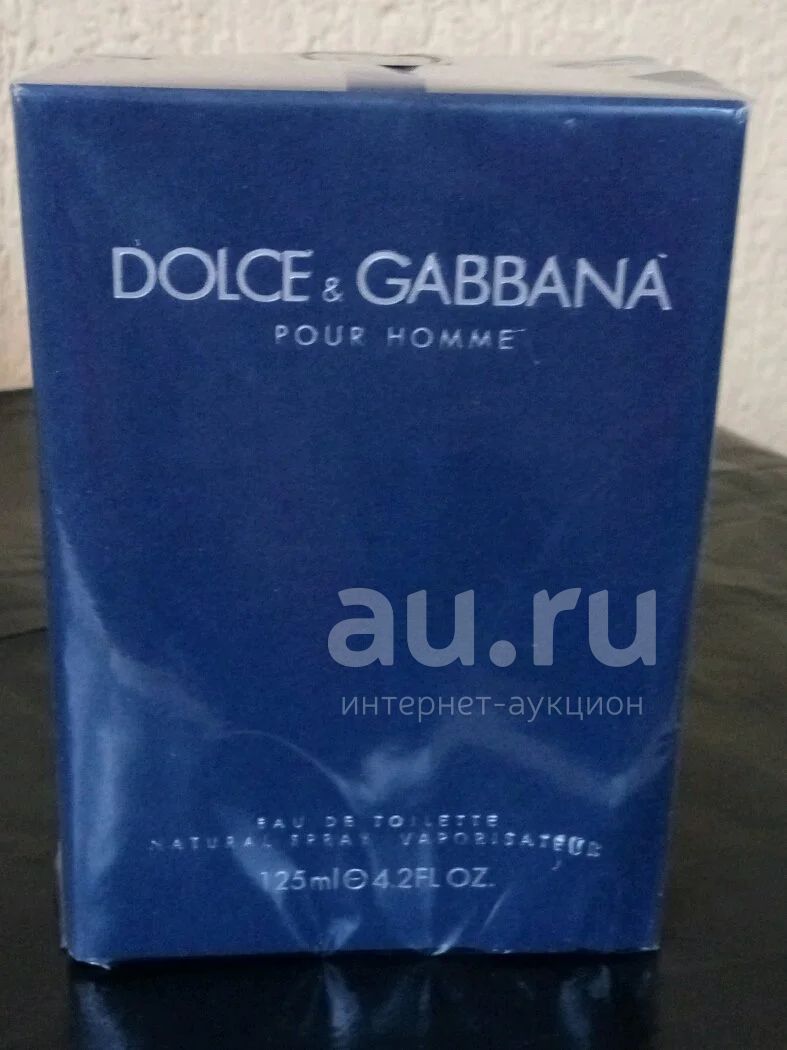 DOLCE & GABBANA
POUR HOMME
au.ru
интернет-аукцион
EAU DE TOILETTE
NATURAL SPRAY VAPORISATEUR
125ml ℮ 4.2FL OZ.